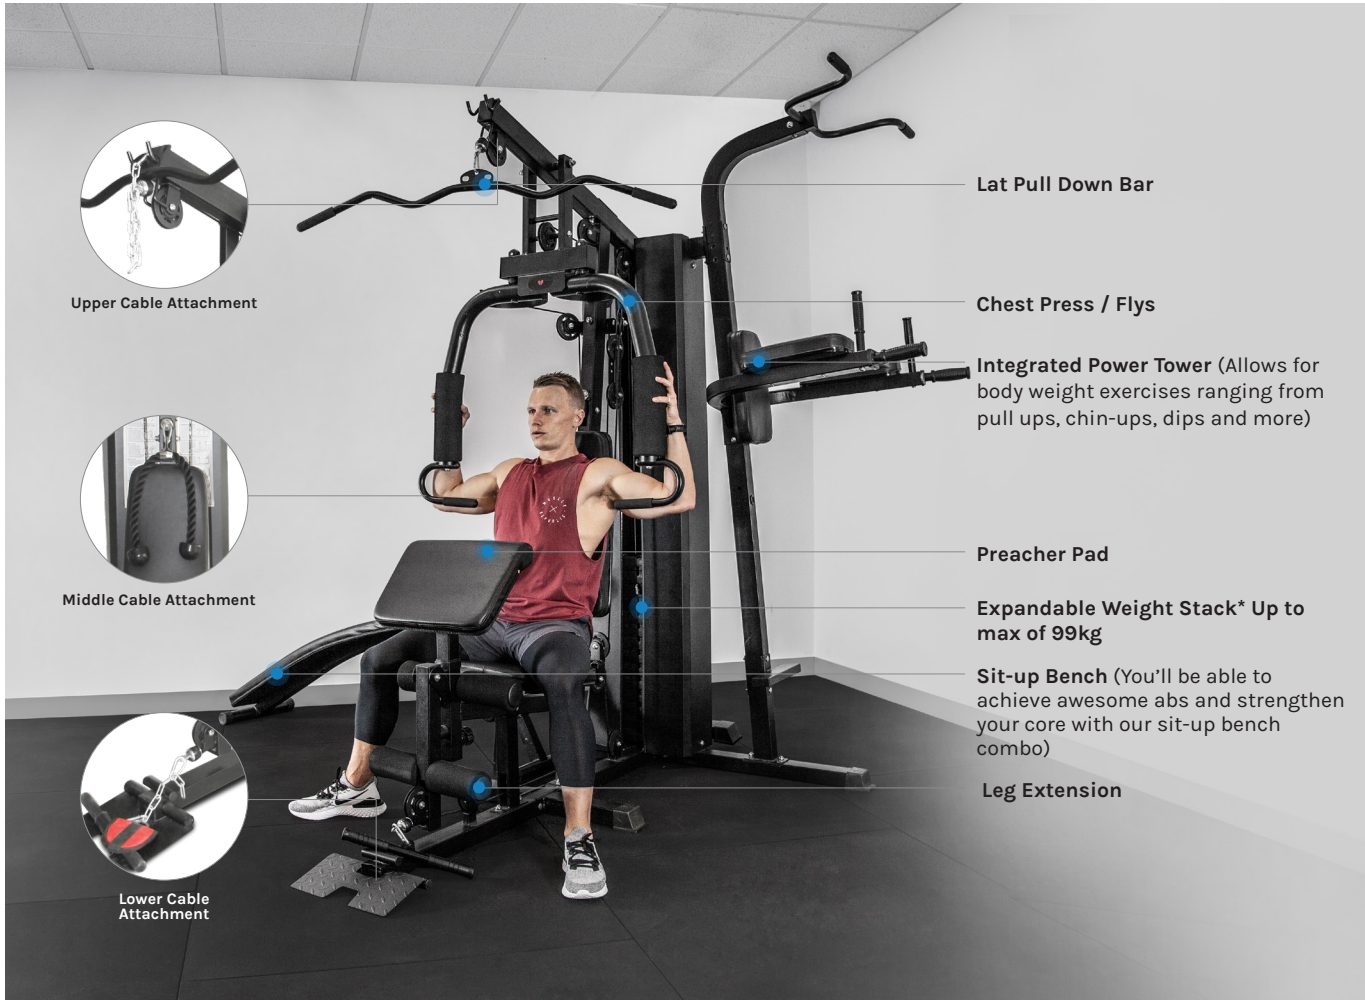 Lat Pull Down Bar
Upper Cable Attachment
Chest Press / Flys
Integrated Power Tower (Allows for
body weight exercises ranging from
pull ups, chin-ups, dips and more)
Middle Cable Attachment
Preacher Pad
Expandable Weight Stack* Up to
max of 99kg
Sit-up Bench (You’ll be able to
achieve awesome abs and strengthen
your core with our sit-up bench
combo)
Leg Extension
Lower Cable
Attachment